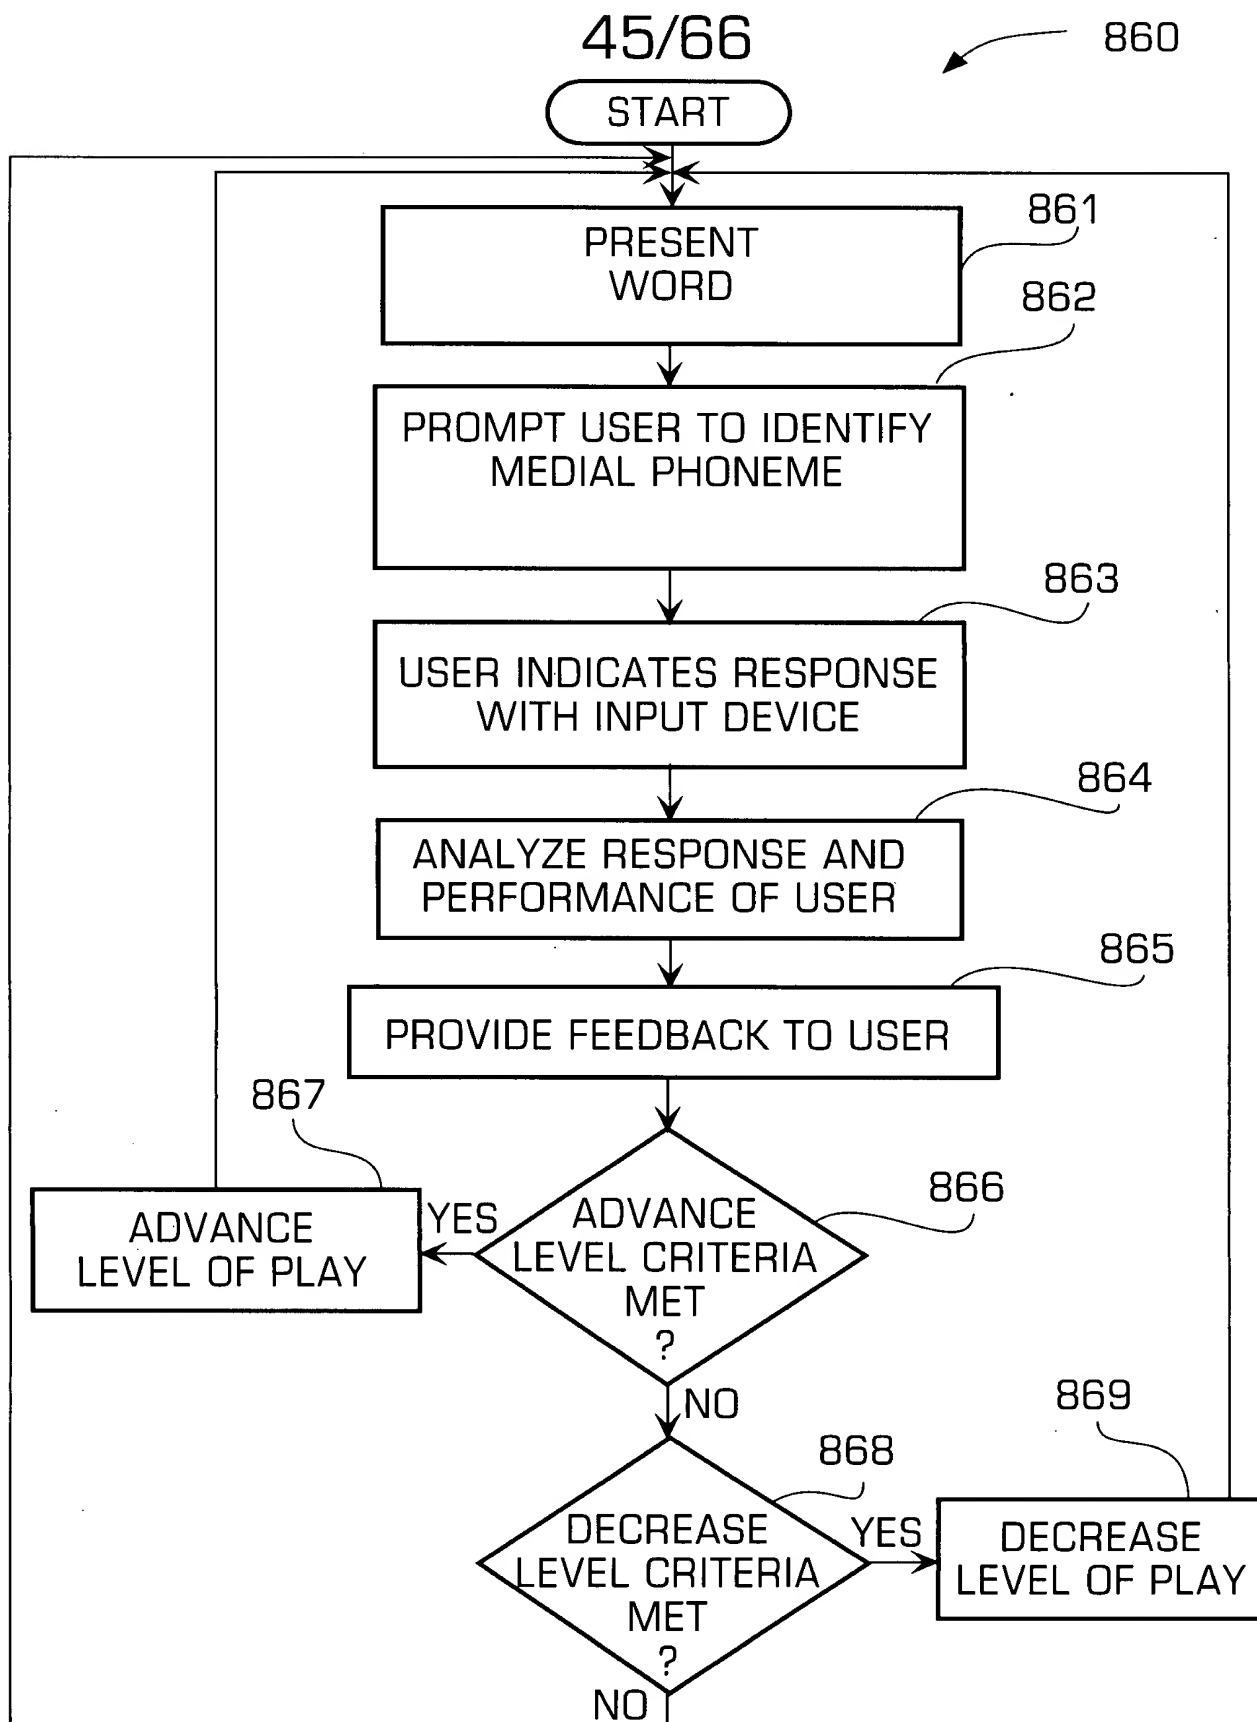 45/66
860
START
861
PRESENT
WORD
862
PROMPT USER TO IDENTIFY
MEDIAL PHONEME
863
USER INDICATES RESPONSE
WITH INPUT DEVICE
864
ANALYZE RESPONSE AND
PERFORMANCE OF USER
865
PROVIDE FEEDBACK TO USER
867
866
ADVANCE
LEVEL OF PLAY
YES
ADVANCE
LEVEL CRITERIA
MET
?
NO
869
868
DECREASE
LEVEL CRITERIA
MET
?
YES
DECREASE
LEVEL OF PLAY
NO